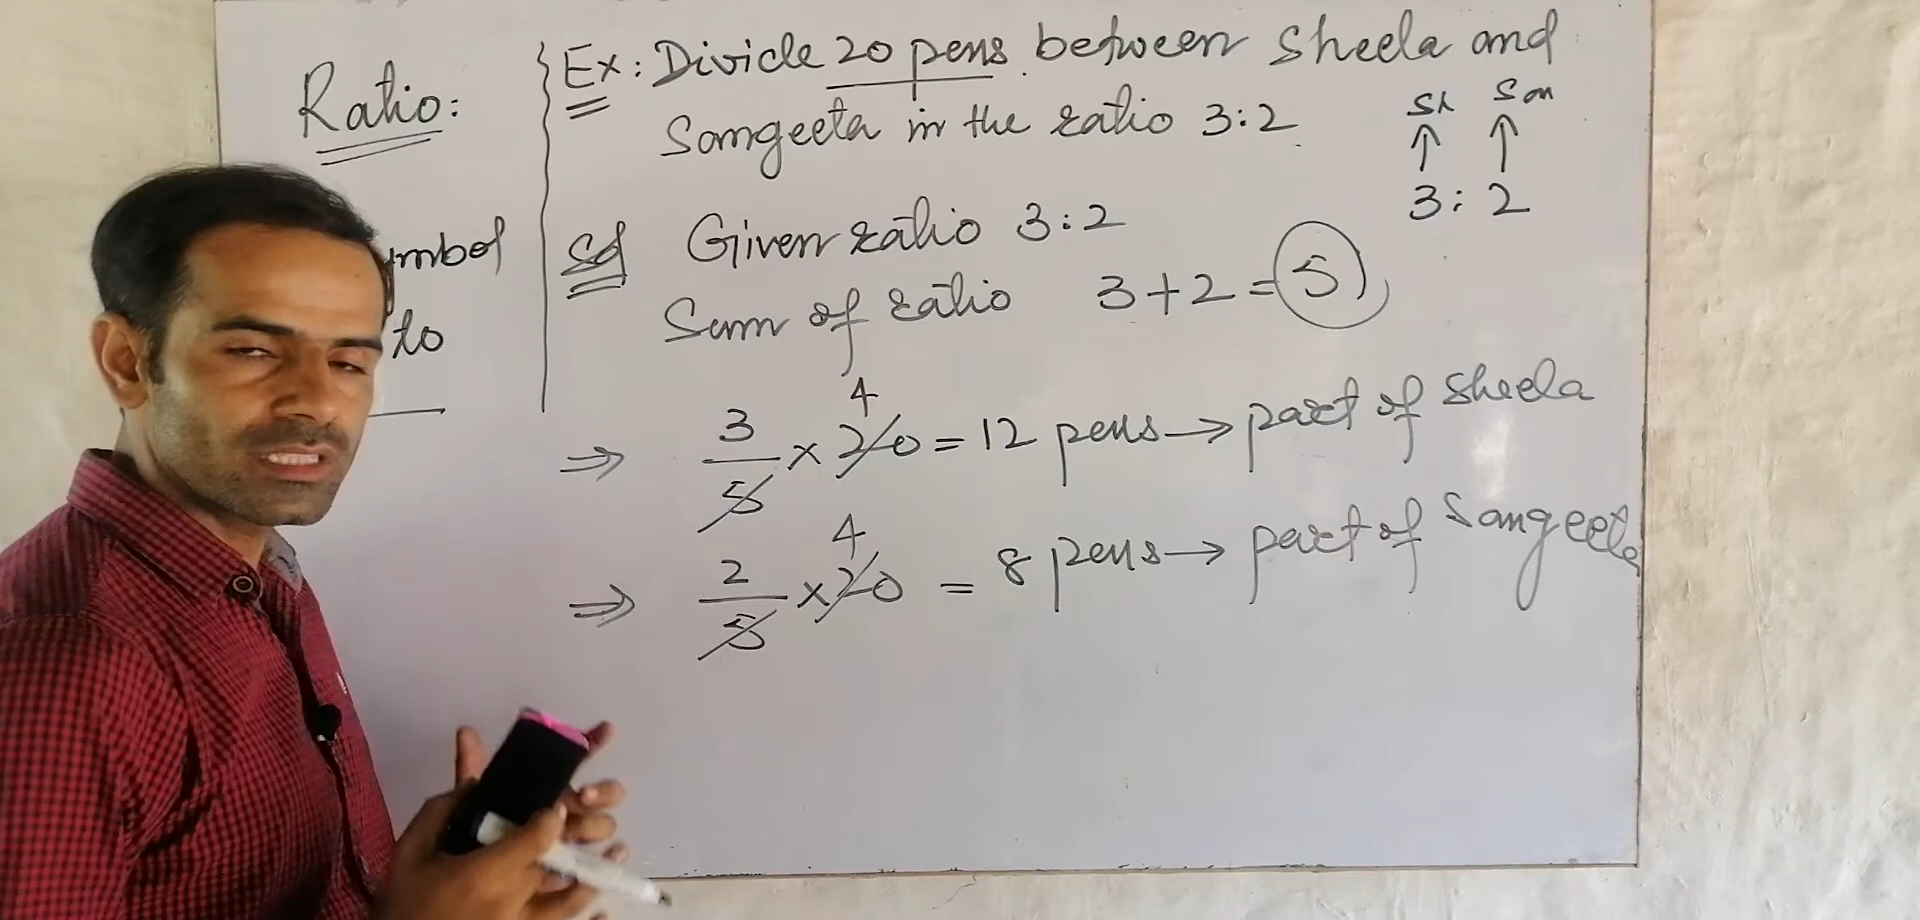 Ratio:
ymbol
to
Ex: Divide 20 pens between Sheela and
Sangeeta in the ratio 3:2
Sh San
3:2
Sol Given ratio 3:2
Sum of ratio 3+2=5
4
⇒ 3/5 × 20 = 12 pens → part of Sheela
4
⇒ 2/5 × 20 = 8 pens → part of Sangeeta